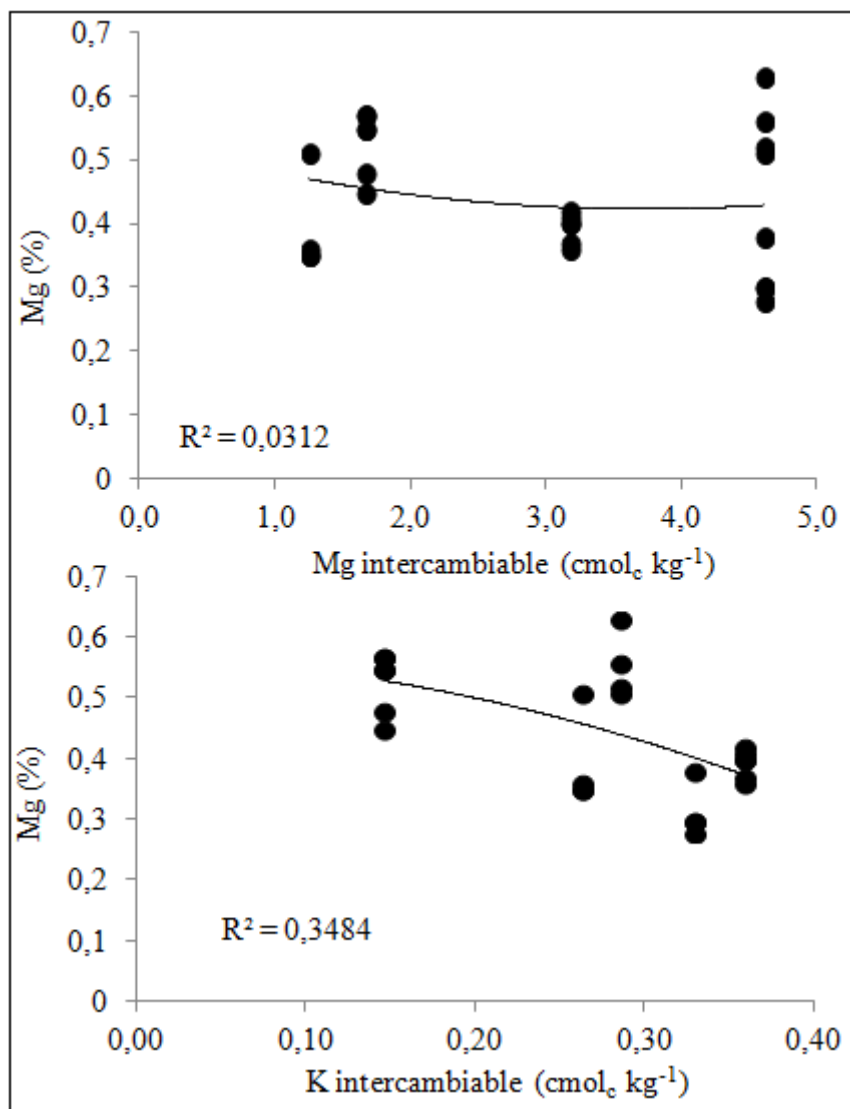 0,7
0,6
0,5
0,4
0,3
0,2
0,1
0
Mg (%)
R² = 0,0312
0,0 1,0 2,0 3,0 4,0 5,0
Mg intercambiable (cmol꜀ kg⁻¹)
0,7
0,6
0,5
0,4
0,3
0,2
0,1
0
Mg (%)
R² = 0,3484
0,00 0,10 0,20 0,30 0,40
K intercambiable (cmol꜀ kg⁻¹)